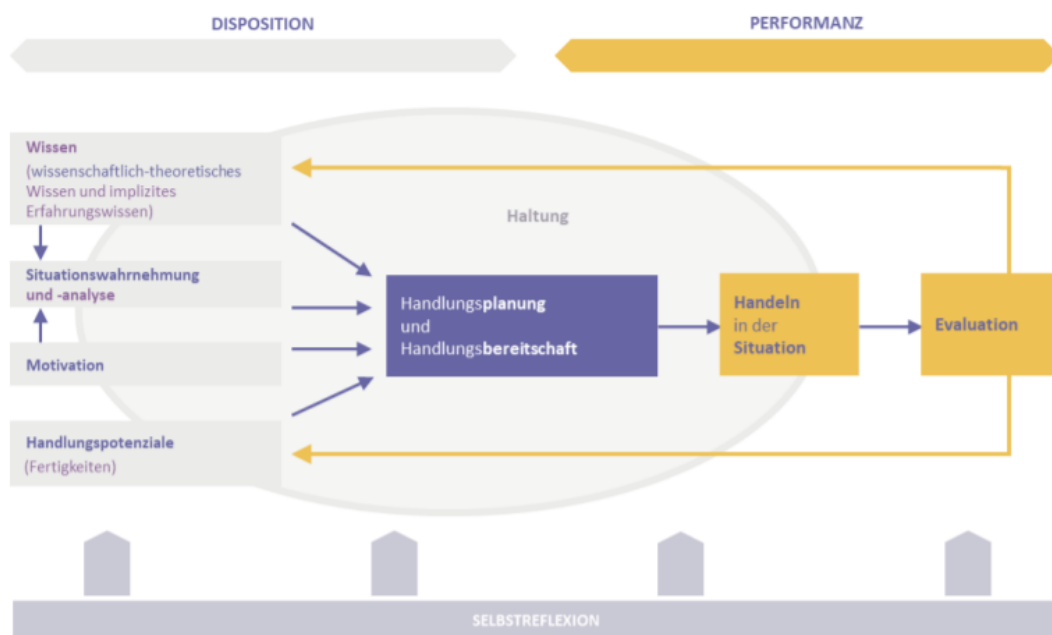 DISPOSITION
PERFORMANZ
Wissen
(wissenschaftlich-theoretisches
Wissen und implizites
Erfahrungswissen)
Haltung
Situationswahrnehmung
und -analyse
Motivation
Handlungspotenziale
(Fertigkeiten)
Handlungsplanung
und
Handlungsbereitschaft
Handeln
in der
Situation
Evaluation
SELBSTREFLEXION